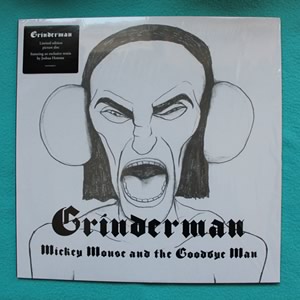 Grinderman
Limited edition
picture disc
featuring an exclusive remix
by Joshua Homme
Grinderman
Mickey Mouse and the Goodbye Man